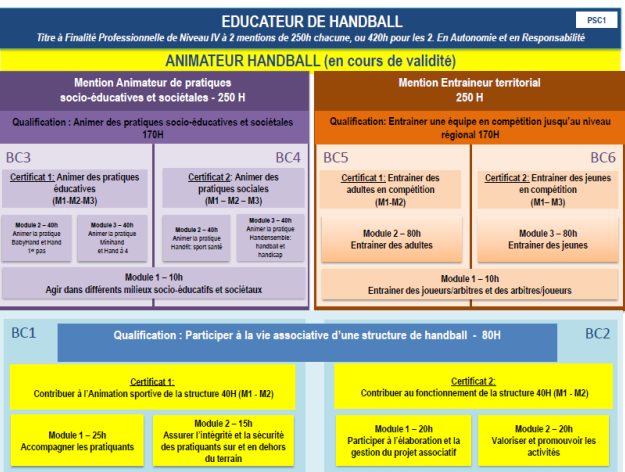 EDUCATEUR DE HANDBALL
PSC1
Titre à Finalité Professionnelle de Niveau IV à 2 mentions de 250h chacune, ou 420h pour les 2. En Autonomie et en Responsabilité
ANIMATEUR HANDBALL (en cours de validité)
Mention Animateur de pratiques
socio-éducatives et sociétales - 250 H
Qualification : Animer des pratiques socio-éducatives et sociétales
170H
BC3
Certificat 1: Animer des pratiques
éducatives
(M1-M2-M3)
BC4
Certificat 2: Animer des
pratiques sociales
(M1 – M2 – M3)
Module 2 – 40h
Animer la pratique
BabyHand et Hand
1er pas
Module 3 – 40h
Animer la pratique
Minihand
et Hand à 4
Module 2 – 40h
Animer la pratique
Handfit: sport santé
Module 3 – 40h
Animer la pratique
Handensemble:
handball et
handicap
Module 1 – 10h
Agir dans différents milieux socio-éducatifs et sociétaux
Mention Entraineur territorial
250 H
Qualification: Entrainer une équipe en compétition jusqu'au niveau
régional 170H
BC5
Certificat 1: Entrainer des
adultes en compétition
(M1-M2)
BC6
Certificat 2: Entrainer des jeunes
en compétition
(M1– M3)
Module 2 – 80h
Entrainer des adultes
Module 3 – 80h
Entrainer des jeunes
Module 1 – 10h
Entrainer des joueurs/arbitres et des arbitres/joueurs
BC1
Qualification : Participer à la vie associative d'une structure de handball - 80H
BC2
Certificat 1:
Contribuer à l'Animation sportive de la structure 40H (M1 - M2)
Module 1 – 25h
Accompagner les pratiquants
Module 2 – 15h
Assurer l'intégrité et la sécurité
des pratiquants sur et en dehors
du terrain
Certificat 2:
Contribuer au fonctionnement de la structure 40H (M1 - M2)
Module 1 – 20h
Participer à l'élaboration et la
gestion du projet associatif
Module 2 – 20h
Valoriser et promouvoir les
activités